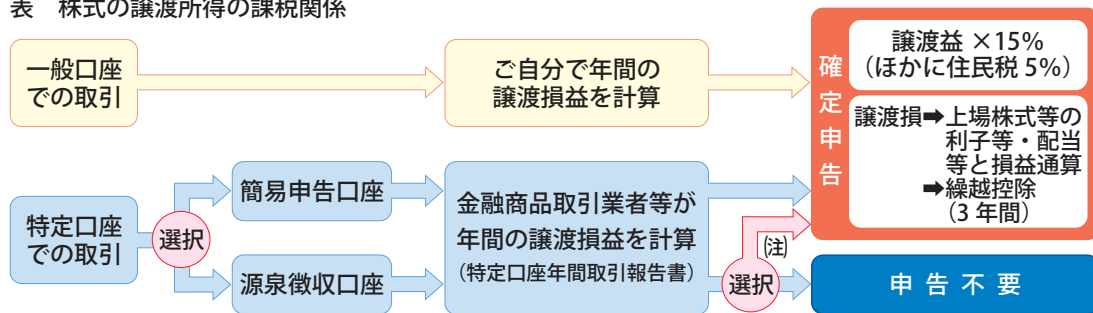 表 株式の譲渡所得の課税関係
一般口座
での取引
ご自分で年間の
譲渡損益を計算
確定申告
譲渡益 ×15%
(ほかに住民税 5%)
譲渡損➡上場株式等の
利子等・配当
等と損益通算
➡繰越控除
(3 年間)
特定口座
での取引
選択
簡易申告口座
源泉徴収口座
金融商品取引業者等が
年間の譲渡損益を計算
(特定口座年間取引報告書)
選択
(注)
申告不要